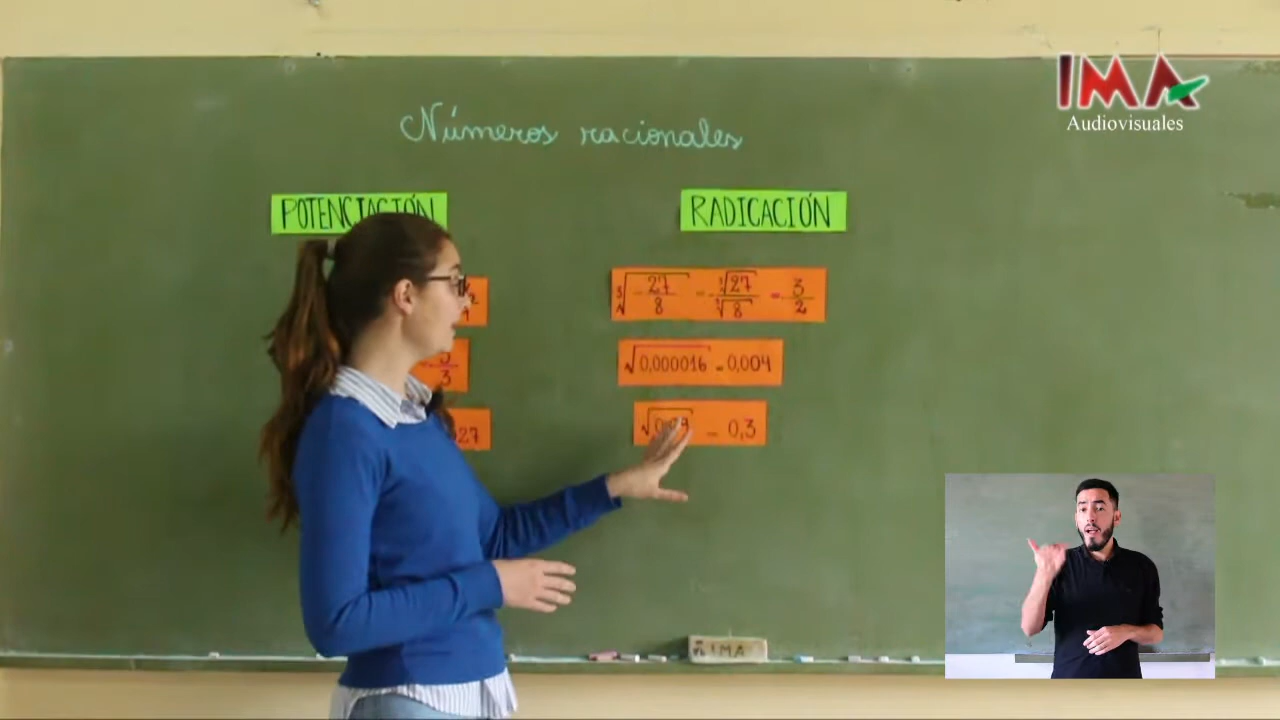 IMA
Audiovisuales
Números racionales
POTENCIACIÓN
RADICACIÓN
∛-27/8 = -∛27/∛8 = -3/2
√0,000016 = 0,004
= 0,3
IMA